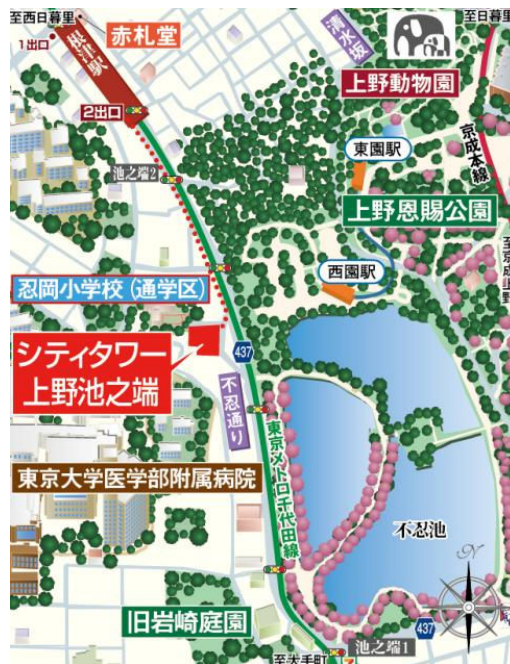 至西日暮里
赤札堂
1出口
根津駅
2出口
清水坂
至日暮里
上野動物園
京成本線
池之端2
東園駅
上野恩賜公園
忍岡小学校(通学区)
西園駅
シティタワー
上野池之端
437
不忍通り
東京メトロ千代田線
東京大学医学部附属病院
不忍池
N
旧岩崎庭園
437
池之端1
至大手町